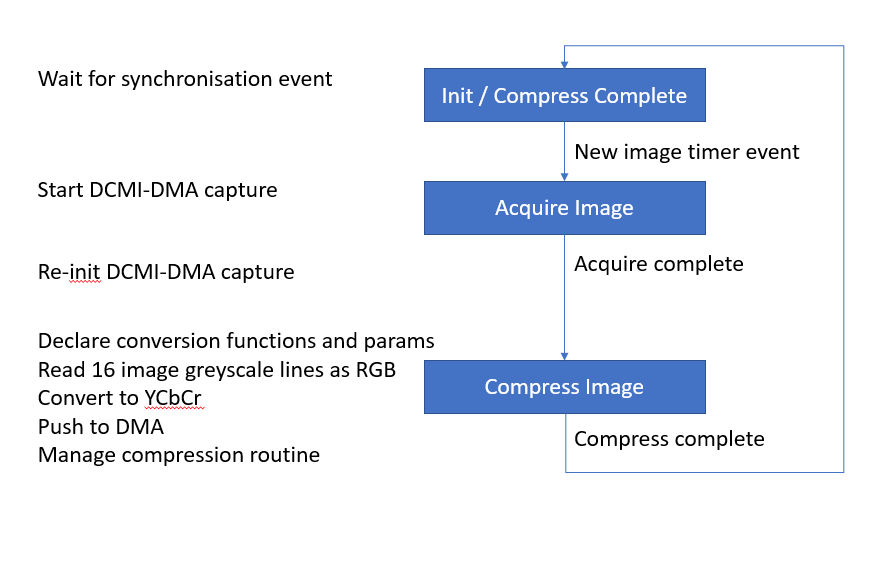 Wait for synchronisation event
Init / Compress Complete
New image timer event
Start DCMI-DMA capture
Acquire Image
Re-init DCMI-DMA capture
Acquire complete
Declare conversion functions and params
Read 16 image greyscale lines as RGB
Convert to YCbCr
Push to DMA
Manage compression routine
Compress Image
Compress complete